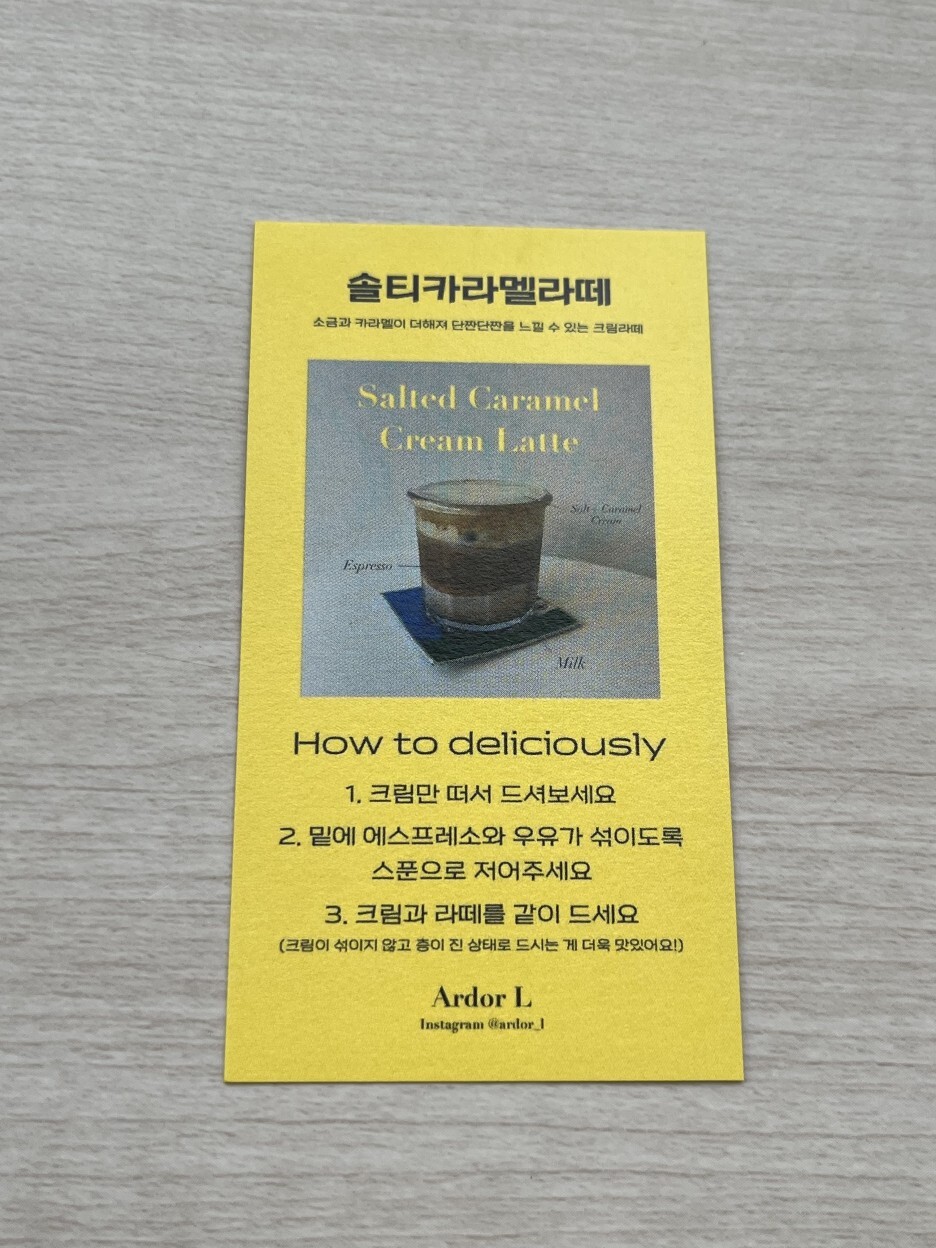 솔티카라멜라떼
소금과 카라멜이 더해져 단짠단짠을 느낄 수 있는 크림라떼
Salted Caramel
Cream Latte
Salt + Caramel
Cream
Espresso
Milk
How to deliciously
1. 크림만 떠서 드셔보세요
2. 밑에 에스프레소와 우유가 섞이도록
스푼으로 저어주세요
3. 크림과 라떼를 같이 드세요
(크림이 섞이지 않고 층이 진 상태로 드시는 게 더욱 맛있어요!)
Ardor L
Instagram @ardor_l